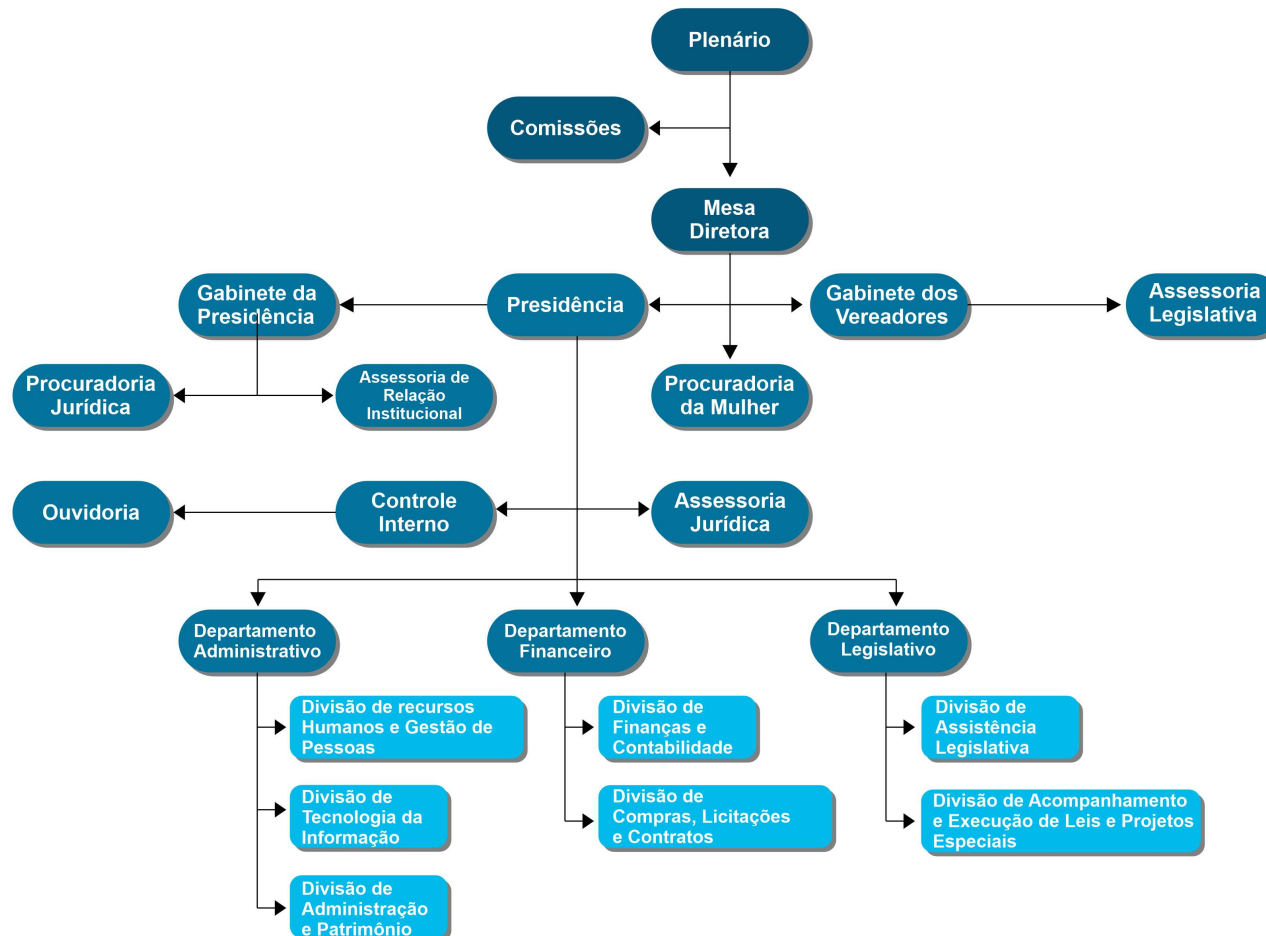 Plenário
Comissões
Mesa
Diretora
Gabinete da
Presidência
Presidência
Gabinete dos
Vereadores
Assessoria
Legislativa
Procuradoria
Jurídica
Assessoria de
Relação
Institucional
Procuradoria
da Mulher
Ouvidoria
Controle
Interno
Assessoria
Jurídica
Departamento
Administrativo
Departamento
Financeiro
Departamento
Legislativo
Divisão de recursos
Humanos e Gestão de
Pessoas
Divisão de
Finanças e
Contabilidade
Divisão de
Assistência
Legislativa
Divisão de
Tecnologia da
Informação
Divisão de
Compras, Licitações
e Contratos
Divisão de Acompanhamento
e Execução de Leis e Projetos
Especiais
Divisão de
Administração
e Patrimônio